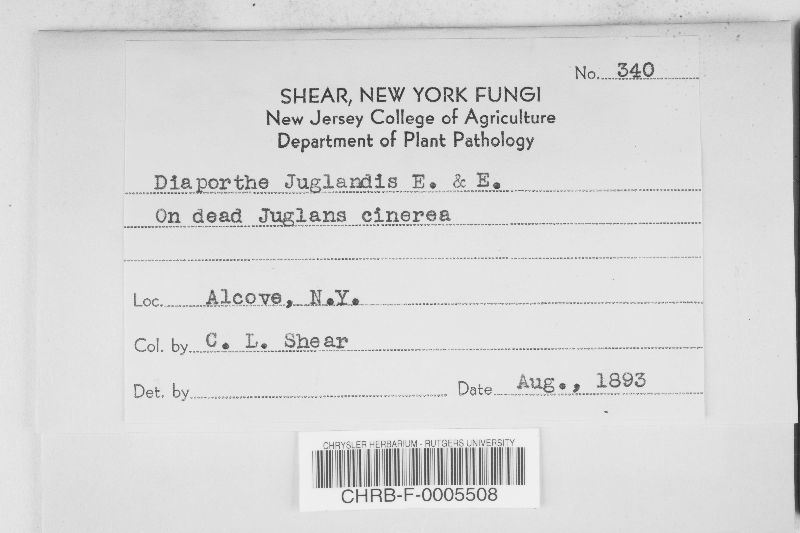 No. 340
SHEAR, NEW YORK FUNGI
New Jersey College of Agriculture
Department of Plant Pathology
Diaporthe Juglandis E. & E.
On dead Juglans cinerea
Loc. Alcove, N.Y.
Col. by C. L. Shear
Det. by Date Aug., 1893
CHRYSLER HERBARIUM - RUTGERS UNIVERSITY
CHRB-F-0005508